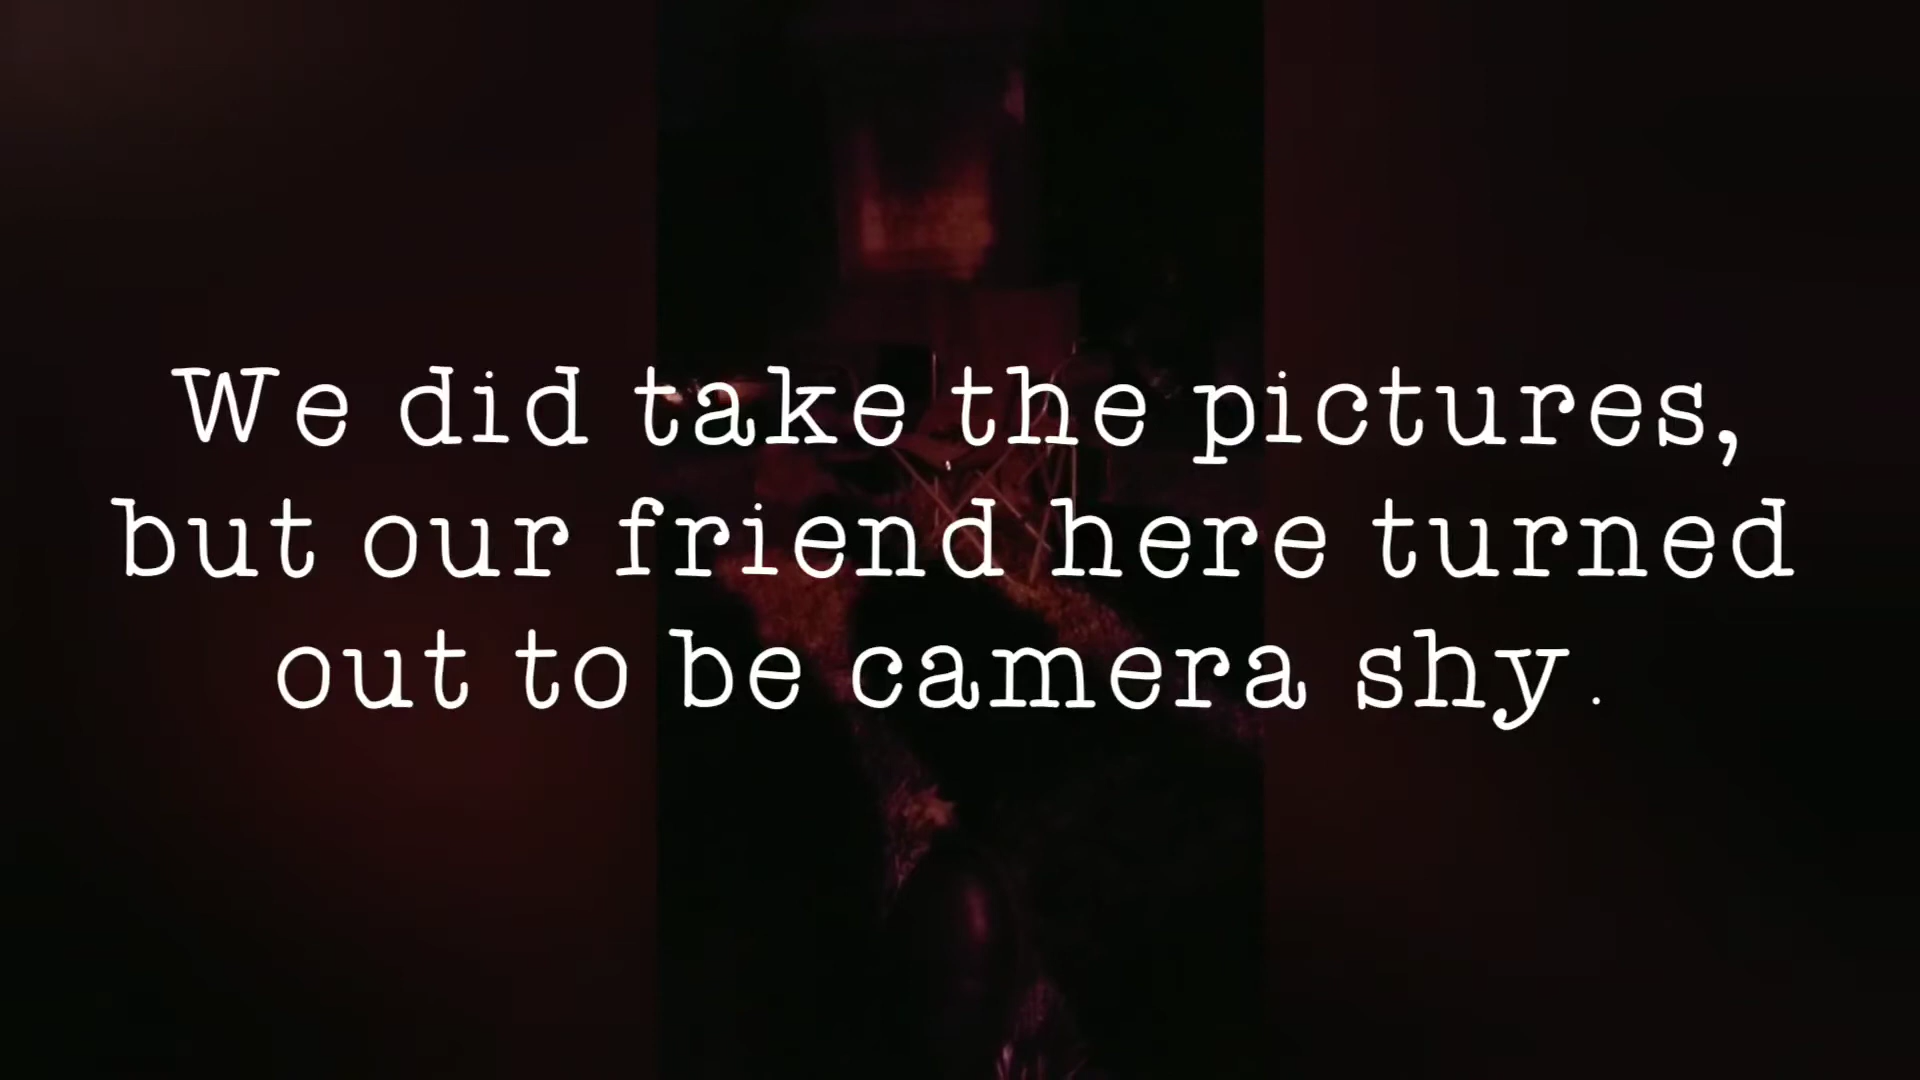 We did take the pictures,
but our friend here turned
out to be camera shy.